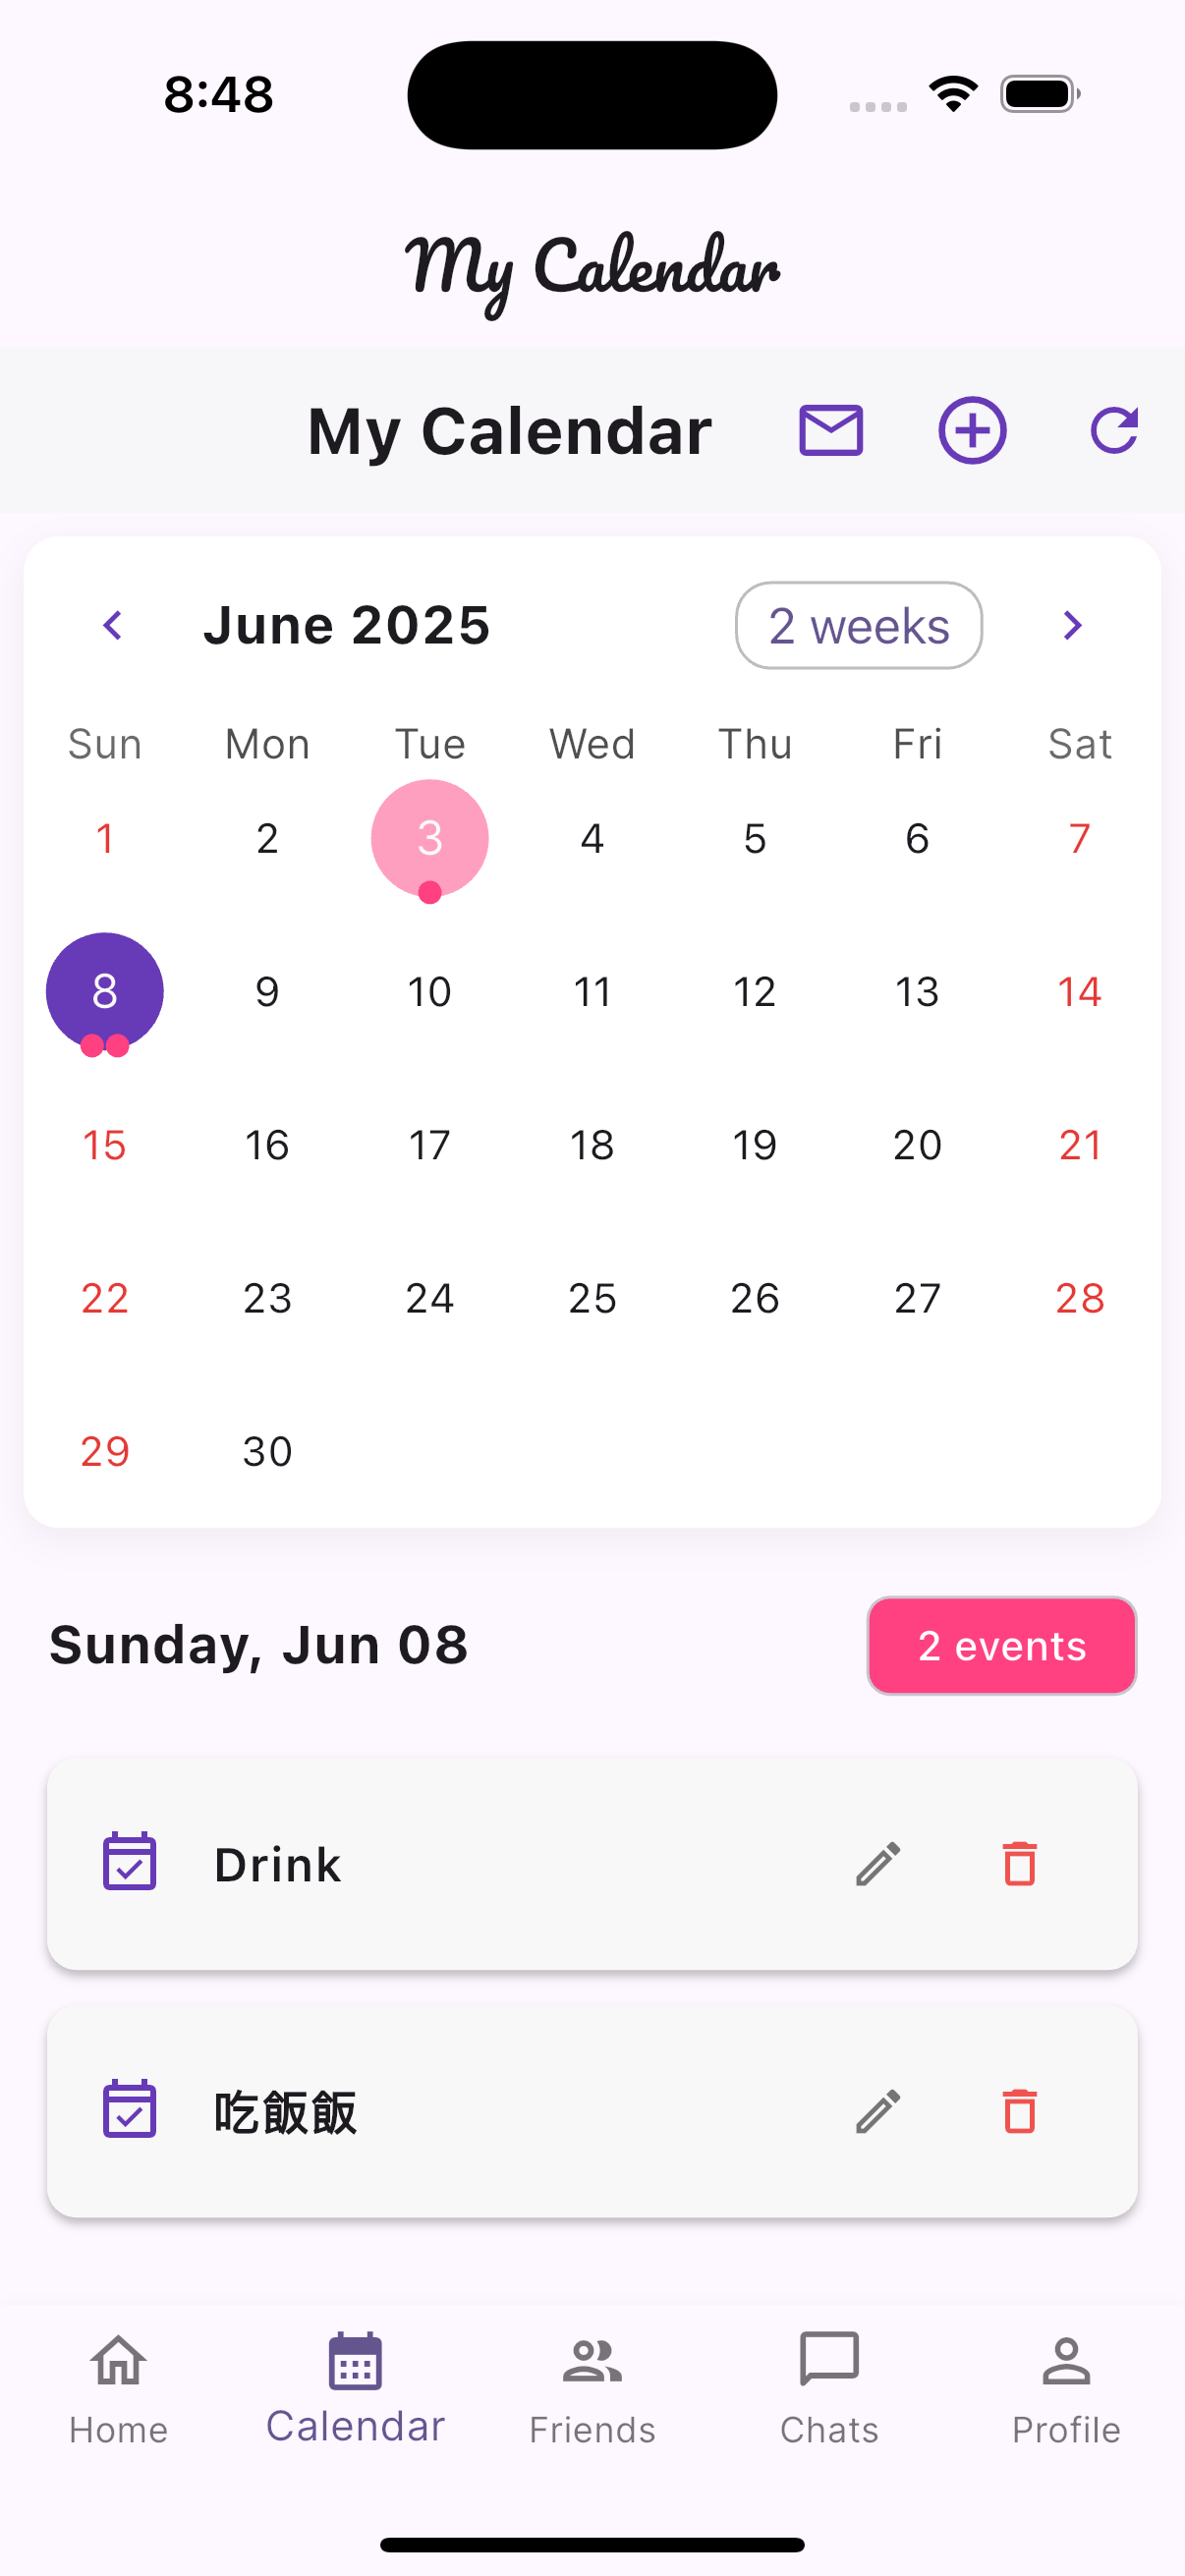 8:48
My Calendar
My Calendar
June 2025 2 weeks
Sun Mon Tue Wed Thu Fri Sat
1 2 3 4 5 6 7
8 9 10 11 12 13 14
15 16 17 18 19 20 21
22 23 24 25 26 27 28
29 30
Sunday, Jun 08 2 events
Drink
吃飯飯
Home Calendar Friends Chats Profile